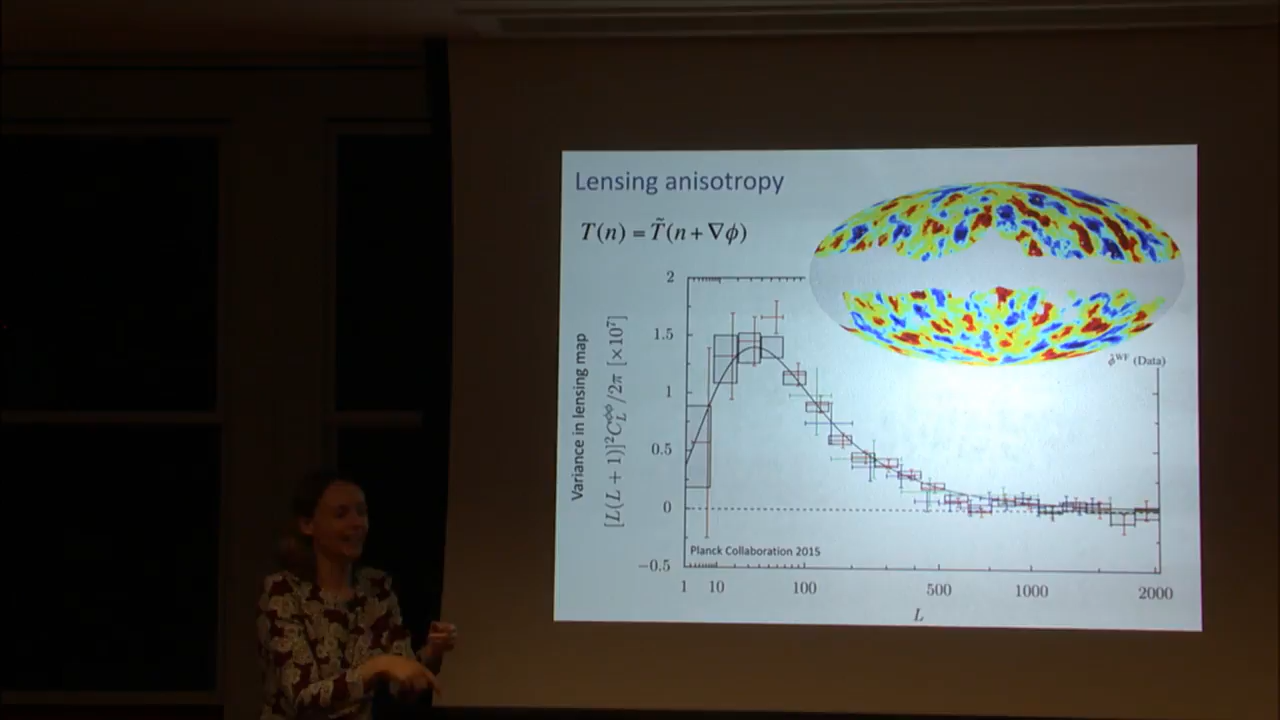 Lensing anisotropy
T(n) = T̃(n + ∇ϕ)
ϕ̂ᵂᶠ (Data)
Variance in lensing map
[L(L + 1)]²C_L^ϕϕ/2π [×10⁷]
2
1.5
1
0.5
0
−0.5
Planck Collaboration 2015
1 10 100 500 1000 2000
L